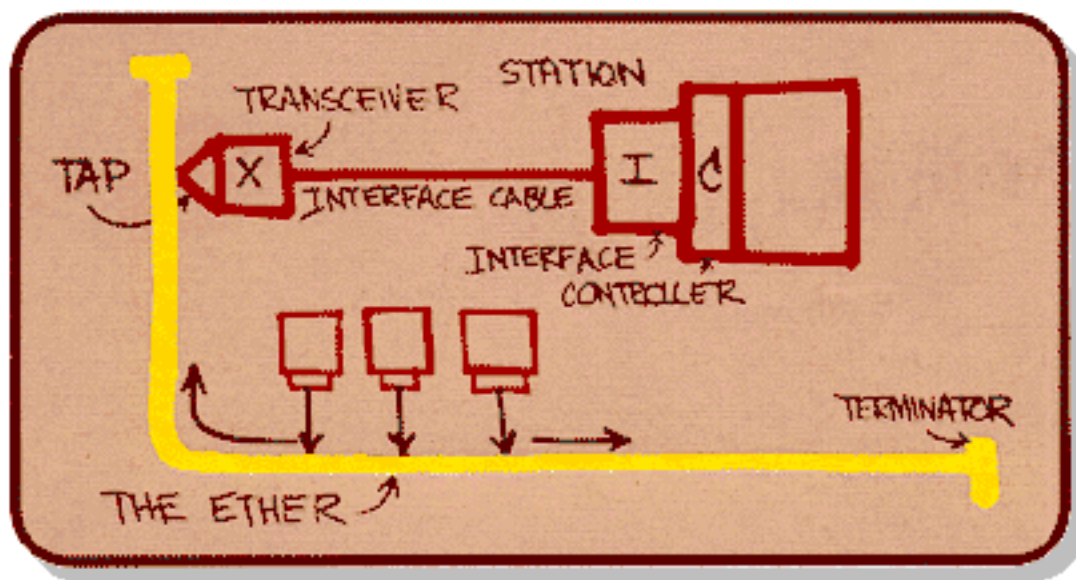 STATION
TRANSCEIVER
TAP
X
I
C
INTERFACE CABLE
INTERFACE
CONTROLLER
TERMINATOR
THE ETHER